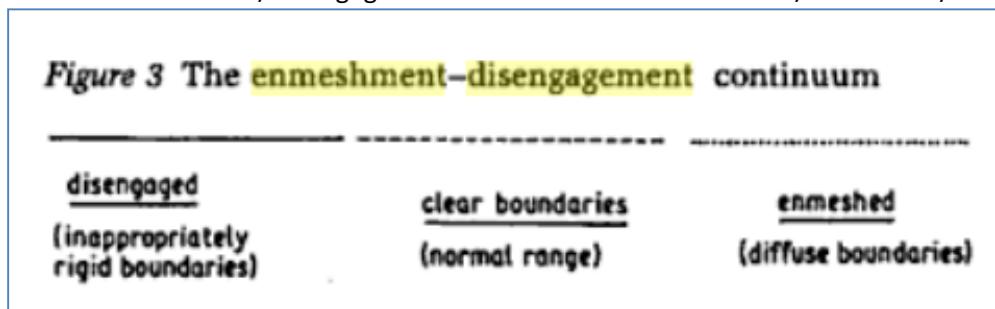 Figure 3 The enmeshment–disengagement continuum
disengaged
(inappropriately
rigid boundaries)
clear boundaries
(normal range)
enmeshed
(diffuse boundaries)